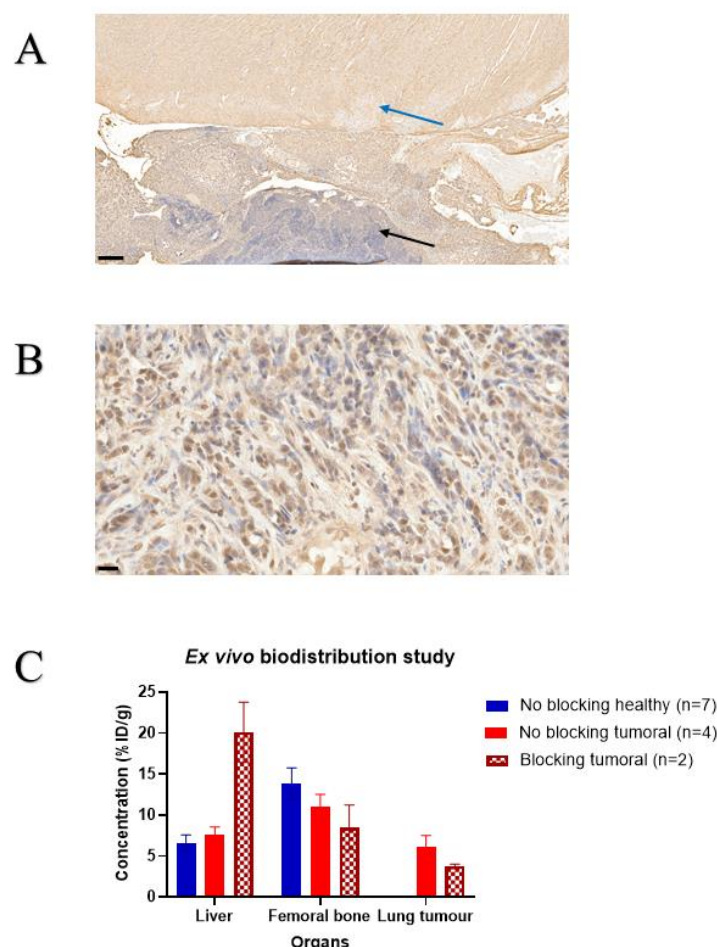 A
B
C
Ex vivo biodistribution study
Concentration (% ID/g)
25
20
15
10
5
0
Liver
Femoral bone
Lung tumour
Organs
No blocking healthy (n=7)
No blocking tumoral (n=4)
Blocking tumoral (n=2)